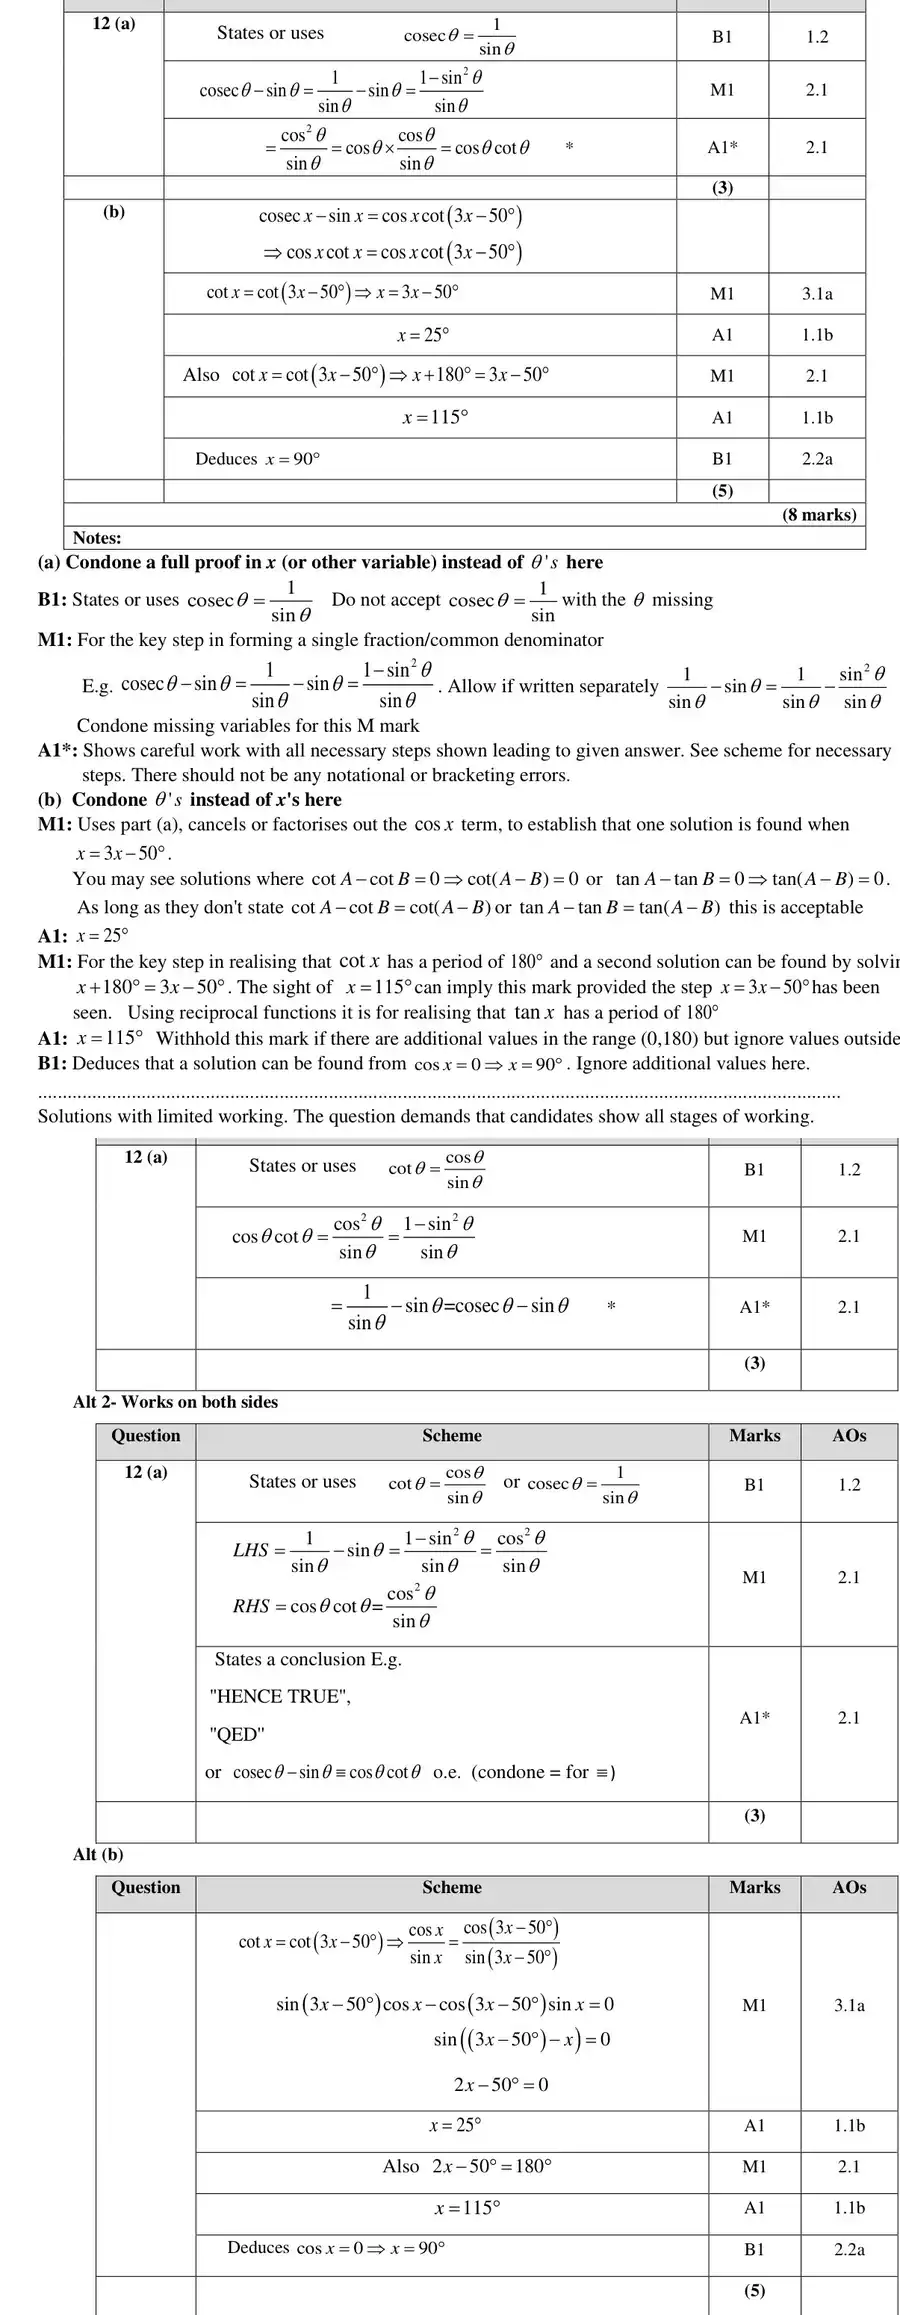 12 (a) States or uses cosec θ = 1/sin θ B1 1.2
cosec θ − sin θ = 1/sin θ − sin θ = (1 − sin² θ)/sin θ M1 2.1
= cos² θ/sin θ = cos θ × cos θ/sin θ = cos θ cot θ * A1* 2.1
(3)
(b) cosec x − sin x = cos x cot (3x − 50°)
⇒ cos x cot x = cos x cot (3x − 50°)
cot x = cot (3x − 50°) ⇒ x = 3x − 50° M1 3.1a
x = 25° A1 1.1b
Also cot x = cot (3x − 50°) ⇒ x + 180° = 3x − 50° M1 2.1
x = 115° A1 1.1b
Deduces x = 90° B1 2.2a
(5)
(8 marks)
Notes:
(a) Condone a full proof in x (or other variable) instead of θ's here
B1: States or uses cosec θ = 1/sin θ Do not accept cosec θ = 1/sin with the θ missing
M1: For the key step in forming a single fraction/common denominator
E.g. cosec θ − sin θ = 1/sin θ − sin θ = (1 − sin² θ)/sin θ . Allow if written separately 1/sin θ − sin θ = 1/sin θ − sin² θ/sin θ
Condone missing variables for this M mark
A1*: Shows careful work with all necessary steps shown leading to given answer. See scheme for necessary
steps. There should not be any notational or bracketing errors.
(b) Condone θ's instead of x's here
M1: Uses part (a), cancels or factorises out the cos x term, to establish that one solution is found when
x = 3x − 50° .
You may see solutions where cot A − cot B = 0 ⇒ cot(A − B) = 0 or tan A − tan B = 0 ⇒ tan(A − B) = 0 .
As long as they don't state cot A − cot B = cot(A − B) or tan A − tan B = tan(A − B) this is acceptable
A1: x = 25°
M1: For the key step in realising that cot x has a period of 180° and a second solution can be found by solvin
x + 180° = 3x − 50° . The sight of x = 115° can imply this mark provided the step x = 3x − 50° has been
seen. Using reciprocal functions it is for realising that tan x has a period of 180°
A1: x = 115° Withhold this mark if there are additional values in the range (0,180) but ignore values outside
B1: Deduces that a solution can be found from cos x = 0 ⇒ x = 90° . Ignore additional values here.
...........................................................................................................................................................
Solutions with limited working. The question demands that candidates show all stages of working.
12 (a) States or uses cot θ = cos θ/sin θ B1 1.2
cos θ cot θ = cos² θ/sin θ = (1 − sin² θ)/sin θ M1 2.1
= 1/sin θ − sin θ = cosec θ − sin θ * A1* 2.1
(3)
Alt 2- Works on both sides
Question Scheme Marks AOs
12 (a) States or uses cot θ = cos θ/sin θ or cosec θ = 1/sin θ B1 1.2
LHS = 1/sin θ − sin θ = (1 − sin² θ)/sin θ = cos² θ/sin θ
RHS = cos θ cot θ = cos² θ/sin θ M1 2.1
States a conclusion E.g.
"HENCE TRUE",
"QED" A1* 2.1
or cosec θ − sin θ ≡ cos θ cot θ o.e. (condone = for ≡)
(3)
Alt (b)
Question Scheme Marks AOs
cot x = cot (3x − 50°) ⇒ cos x/sin x = cos (3x − 50°)/sin (3x − 50°)
sin (3x − 50°) cos x − cos (3x − 50°) sin x = 0 M1 3.1a
sin ((3x − 50°) − x) = 0
2x − 50° = 0
x = 25° A1 1.1b
Also 2x − 50° = 180° M1 2.1
x = 115° A1 1.1b
Deduces cos x = 0 ⇒ x = 90° B1 2.2a
(5)